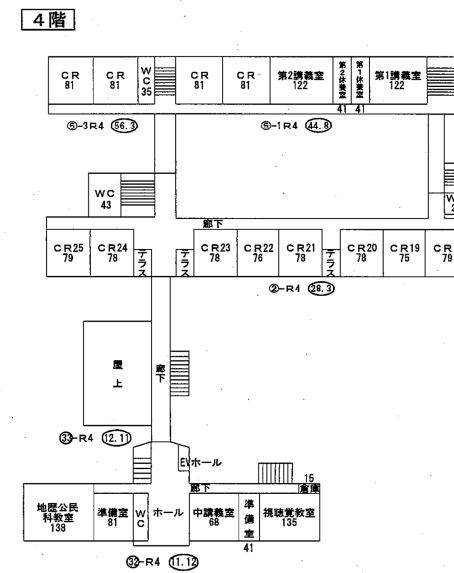 4階
CR
81
CR
81
WC
35
CR
81
CR
81
第2講義室
122
第2休養室
41
第1休養室
41
第1講義室
122
⑤-3R4 56.3
⑤-1R4 44.8
WC
43
廊下
CR25
79
CR24
78
テラス
テラス
CR23
78
CR22
76
CR21
78
テラス
CR20
78
CR19
75
②-R4 28.3
屋上
廊下
㉝-R4 12.11
EVホール
廊下
15
倉庫
地歴公民
科教室
138
準備室
81
WC
ホール
中講義室
68
準備室
41
視聴覚教室
135
㉜-R4 11.12